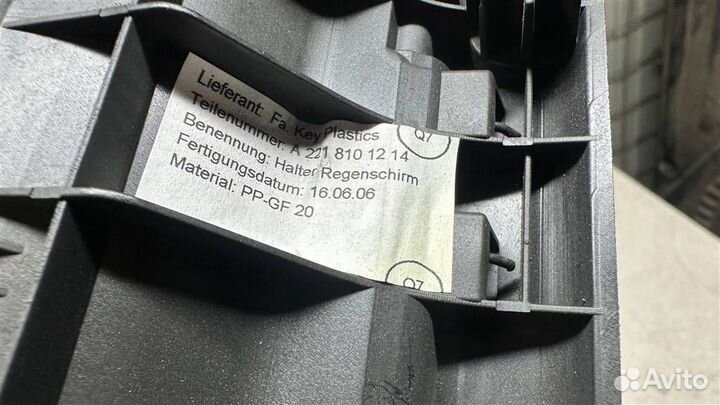 Lieferant: Fa. Key Plastics
Teilenummer: A 221 810 12 14
Benennung: Halter Regenschirm
Fertigungsdatum: 16.06.06
Material: PP-GF 20
Q7
Q7
Avito